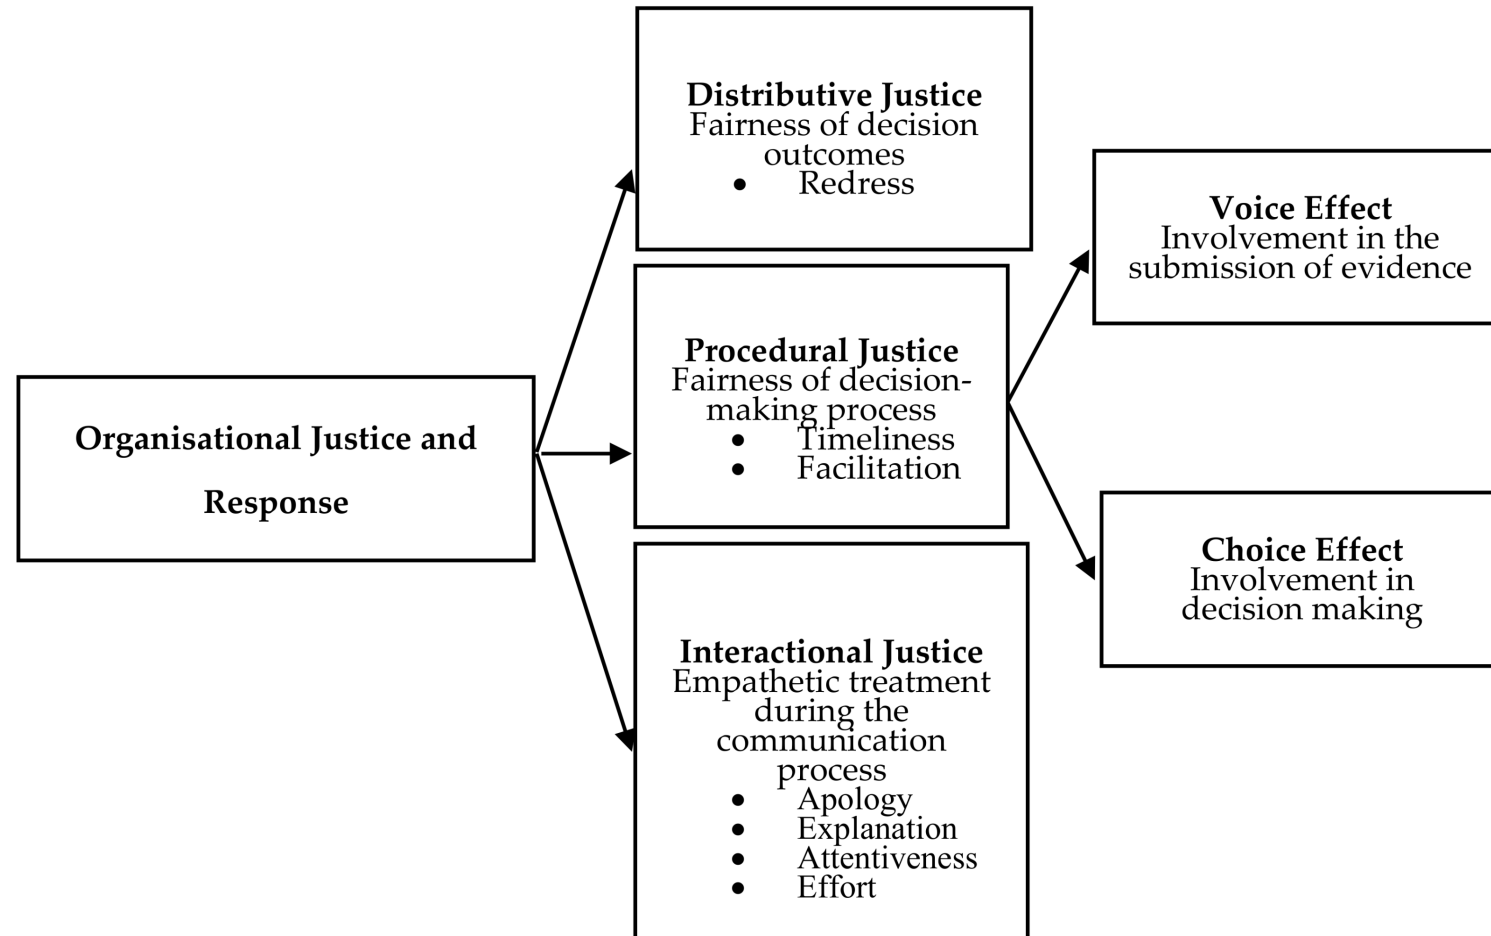 Distributive Justice
Fairness of decision
outcomes
• Redress
Voice Effect
Involvement in the
submission of evidence
Procedural Justice
Fairness of decision-
making process
• Timeliness
• Facilitation
Organisational Justice and
Response
Choice Effect
Involvement in
decision making
Interactional Justice
Empathetic treatment
during the
communication
process
• Apology
• Explanation
• Attentiveness
• Effort